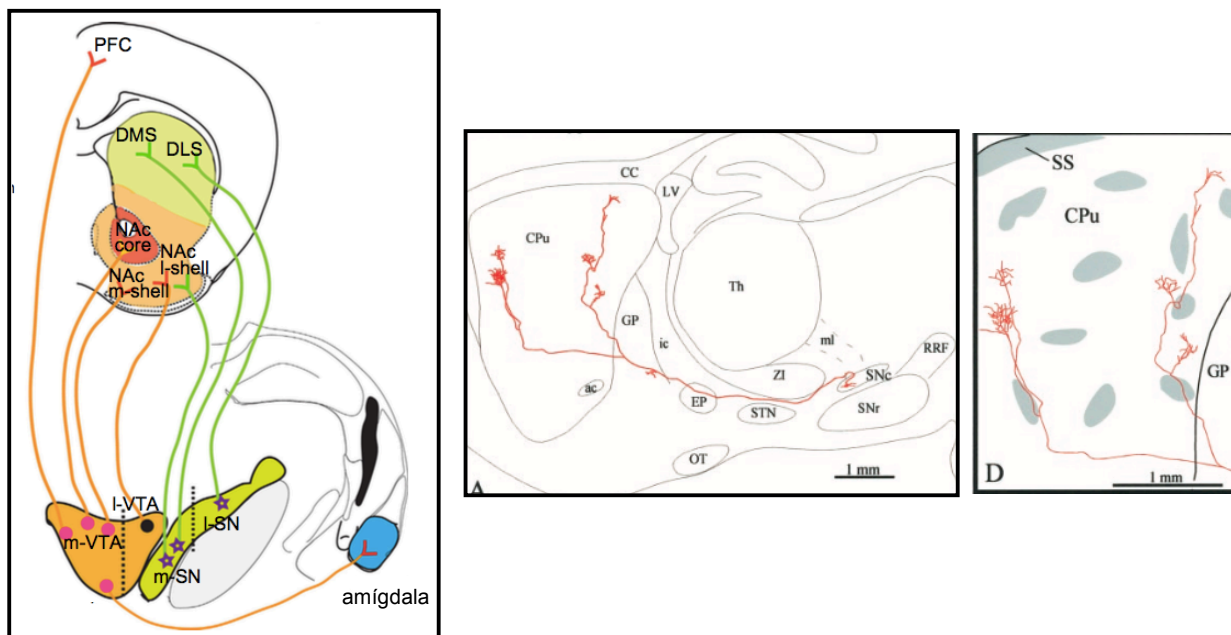 PFC
DMS
DLS
NAc
core
NAc
l-shell
NAc
m-shell
l-VTA
m-VTA
l-SN
m-SN
amígdala
CC
LV
CPu
Th
GP
ic
ml
RRF
ZI
SNc
ac
EP
STN
SNr
OT
1 mm
SS
CPu
GP
D
1 mm